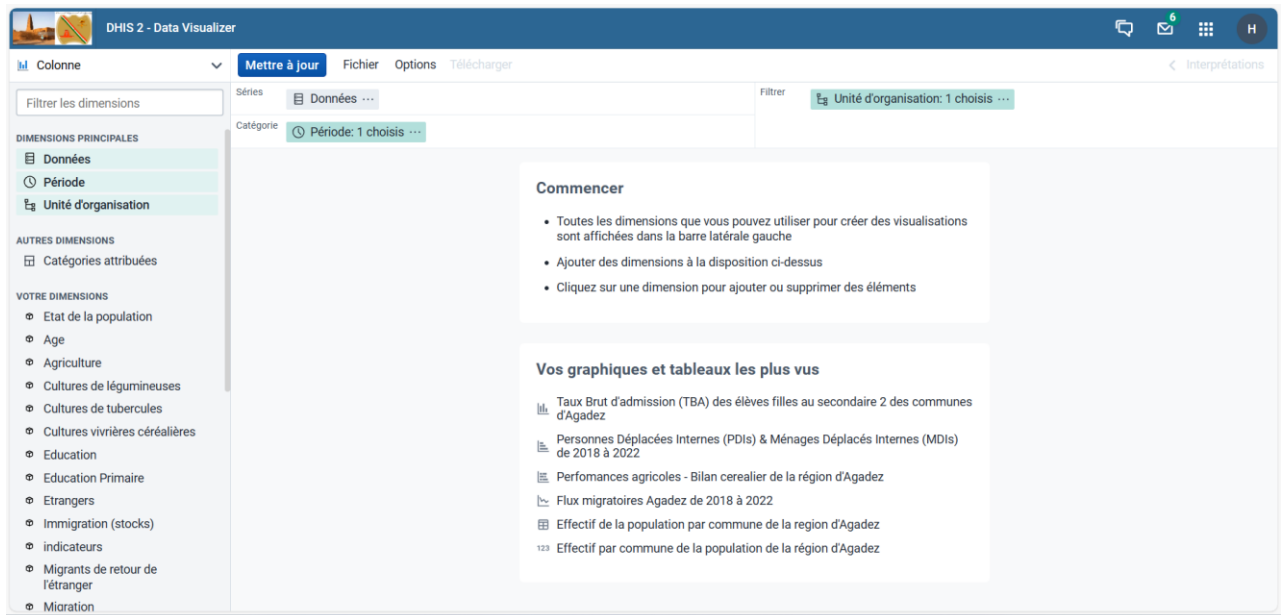 DHIS 2 - Data Visualizer
6
H
Colonne
Mettre à jour
Fichier
Options
Télécharger
Interprétations
Filtrer les dimensions
DIMENSIONS PRINCIPALES
Données
Période
Unité d'organisation
AUTRES DIMENSIONS
Catégories attribuées
VOTRE DIMENSIONS
Etat de la population
Age
Agriculture
Cultures de légumineuses
Cultures de tubercules
Cultures vivrières céréalières
Education
Education Primaire
Etrangers
Immigration (stocks)
indicateurs
Migrants de retour de
l'étranger
Migration
Séries
Données ...
Catégorie
Période: 1 choisis ...
Filtrer
Unité d'organisation: 1 choisis ...
Commencer
• Toutes les dimensions que vous pouvez utiliser pour créer des visualisations
sont affichées dans la barre latérale gauche
• Ajouter des dimensions à la disposition ci-dessus
• Cliquez sur une dimension pour ajouter ou supprimer des éléments
Vos graphiques et tableaux les plus vus
Taux Brut d'admission (TBA) des élèves filles au secondaire 2 des communes
d'Agadez
Personnes Déplacées Internes (PDIs) & Ménages Déplacés Internes (MDIs)
de 2018 à 2022
Perfomances agricoles - Bilan cerealier de la région d'Agadez
Flux migratoires Agadez de 2018 à 2022
Effectif de la population par commune de la region d'Agadez
123 Effectif par commune de la population de la région d'Agadez